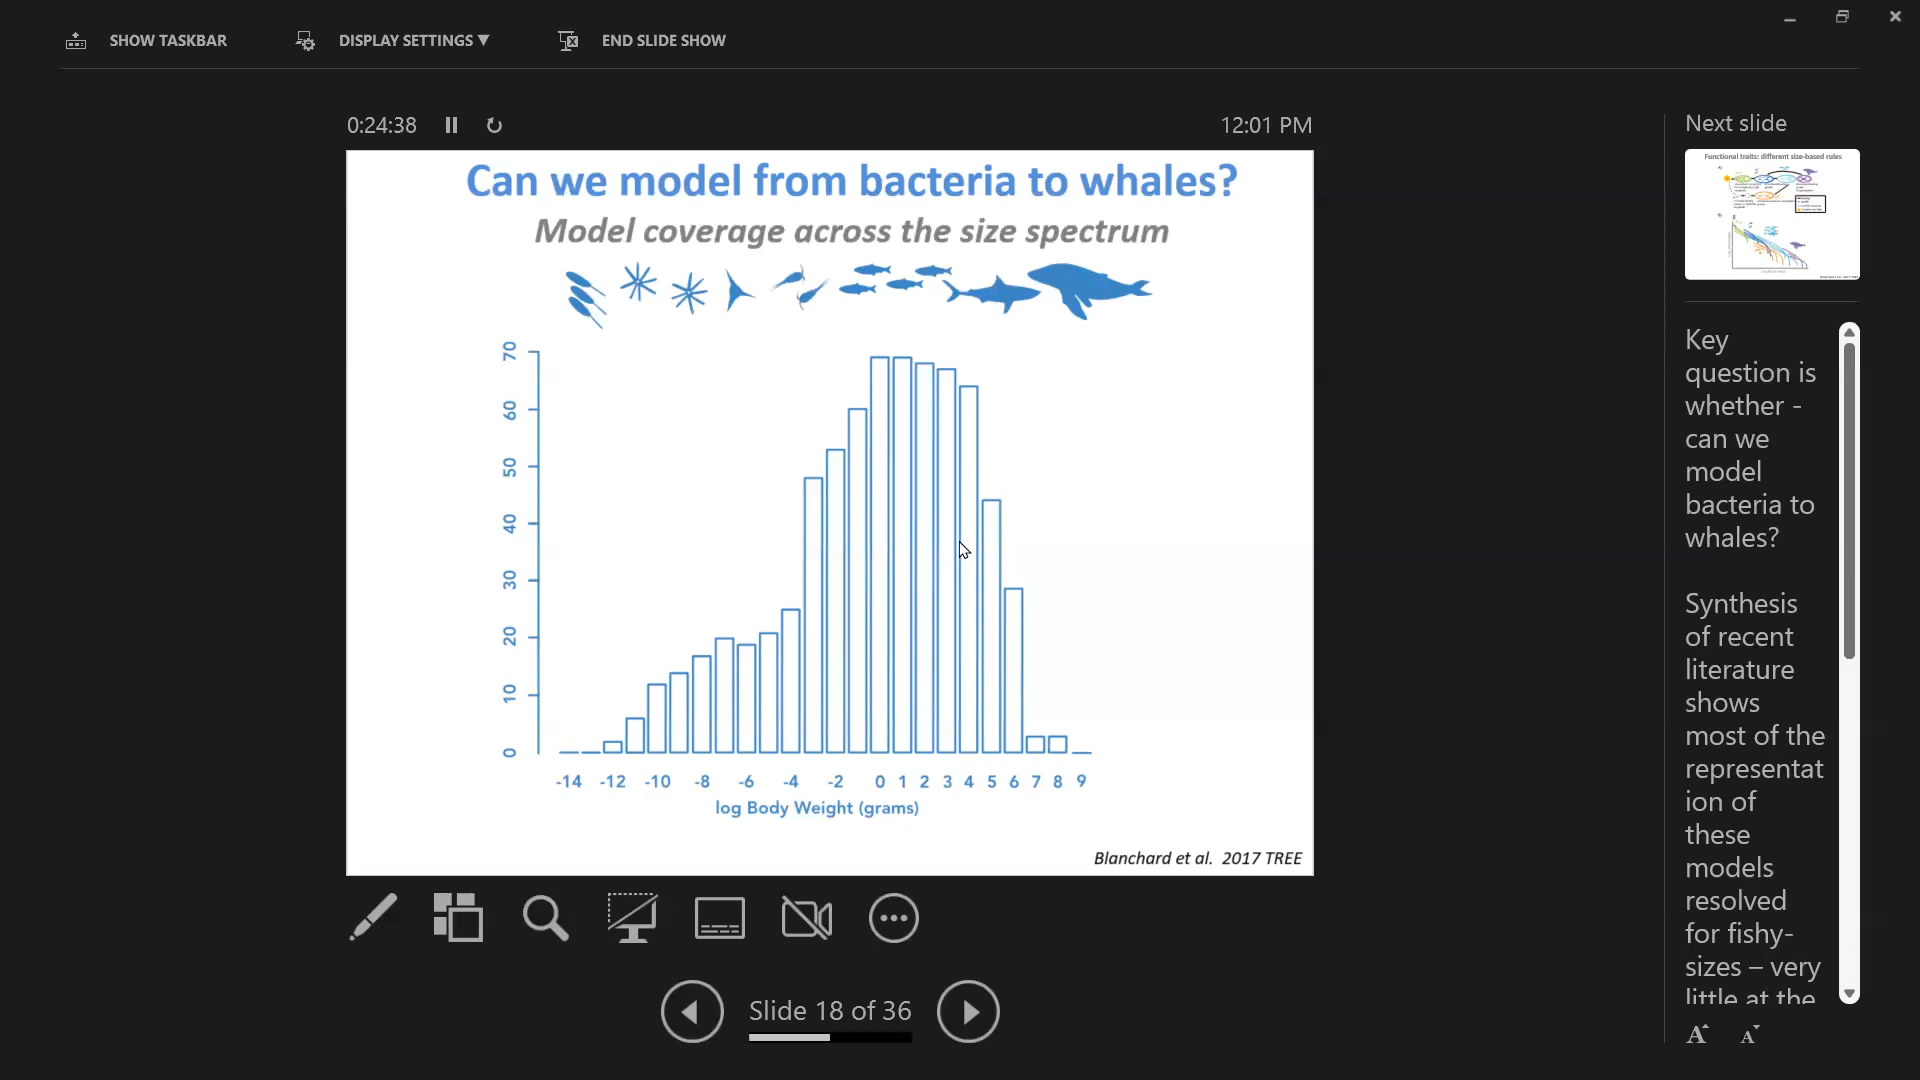 SHOW TASKBAR
DISPLAY SETTINGS ▼
END SLIDE SHOW
0:24:38
12:01 PM
Can we model from bacteria to whales?
Model coverage across the size spectrum
70
60
50
40
30
20
10
0
-14 -12 -10 -8 -6 -4 -2 0 1 2 3 4 5 6 7 8 9
log Body Weight (grams)
Blanchard et al. 2017 TREE
Slide 18 of 36
Next slide
Functional traits: different size-based rules
Key
question is
whether -
can we
model
bacteria to
whales?
Synthesis
of recent
literature
shows
most of the
representat
ion of
these
models
resolved
for fishy-
sizes – very
little at the
A A